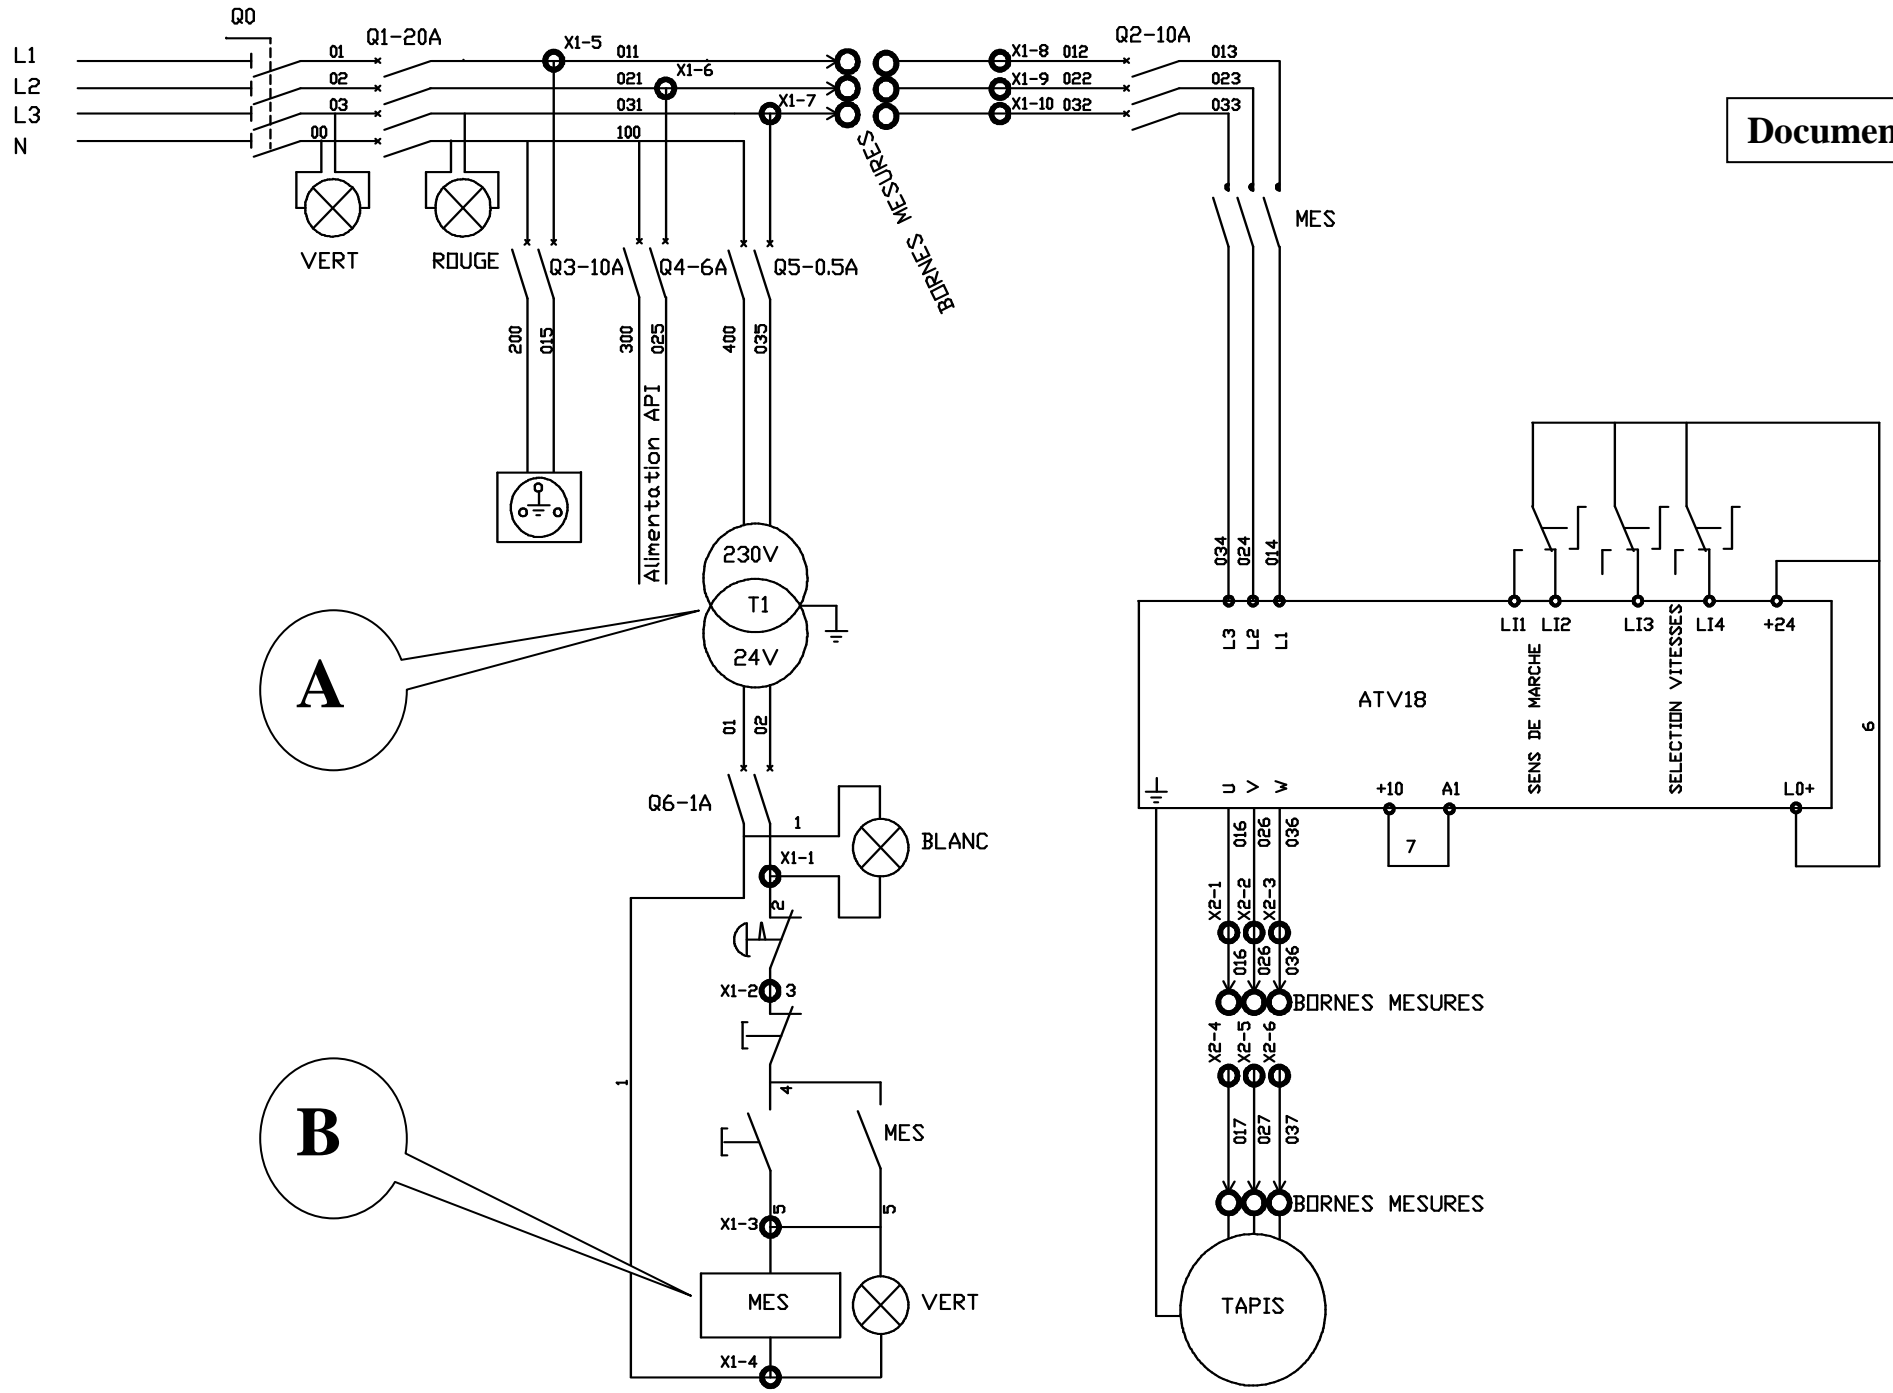 Q0
Q1-20A
X1-5
011
X1-8 012
Q2-10A
013
L1
01
L2
02
021
X1-6
X1-9 022
023
L3
03
031
X1-7
X1-10 032
033
N
00
100
Documen
BORNES MESURES
MES
VERT
ROUGE
Q3-10A
Q4-6A
Q5-0.5A
200
015
300
025
400
035
Alimentation API
230V
T1
24V
A
034
024
014
L3
L2
L1
LI1
LI2
LI3
LI4
+24
SENS DE MARCHE
SELECTION VITESSES
ATV18
6
01
02
U
V
W
+10
A1
L0+
Q6-1A
1
BLANC
X1-1
2
016
026
036
7
X2-1
X2-2
X2-3
016
026
036
X1-2
3
BORNES MESURES
X2-4
X2-5
X2-6
1
4
B
MES
017
027
037
5
5
X1-3
BORNES MESURES
MES
VERT
TAPIS
X1-4